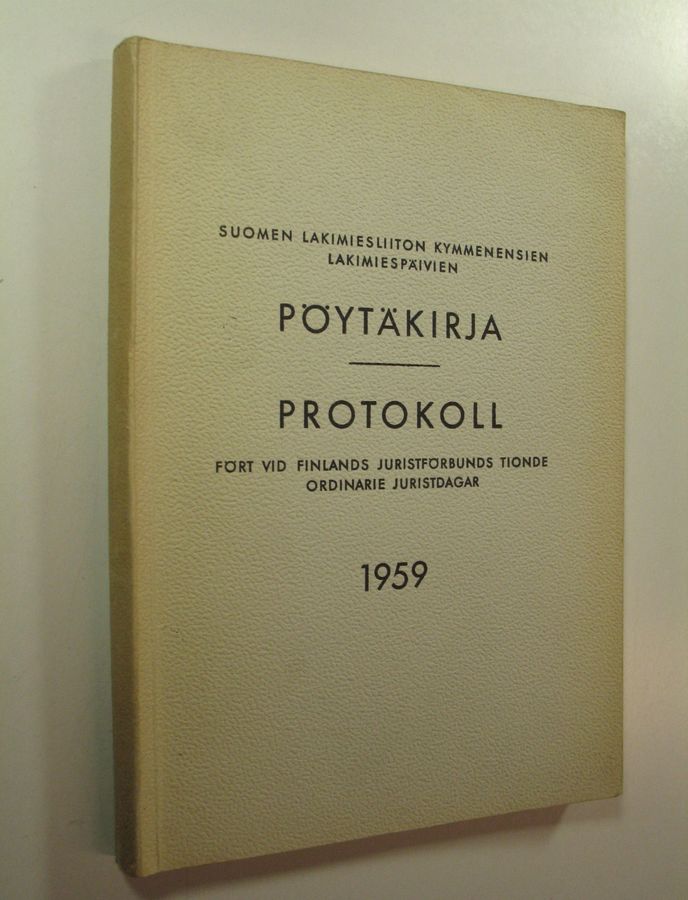 SUOMEN LAKIMIESLIITON KYMMENENSIEN
LAKIMIESPÄIVIEN
PÖYTÄKIRJA
PROTOKOLL
FÖRT VID FINLANDS JURISTFÖRBUNDS TIONDE
ORDINARIE JURISTDAGAR
1959